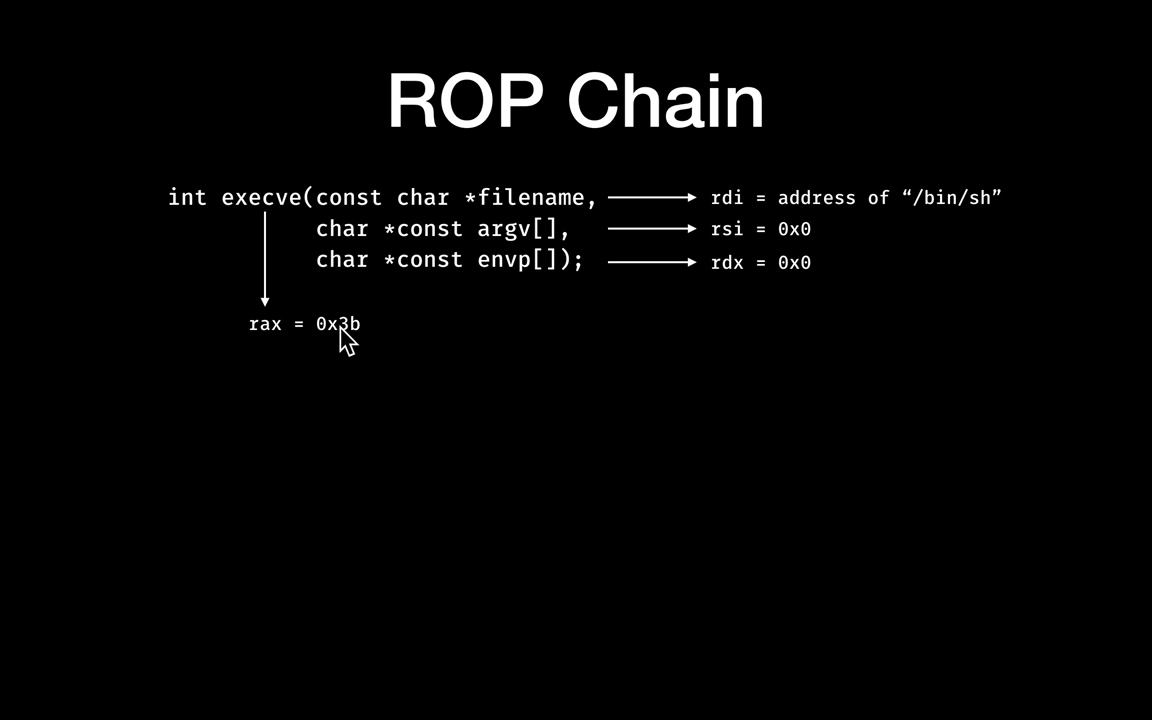 ROP Chain
int execve(const char *filename, rdi = address of “/bin/sh”
char *const argv[], rsi = 0x0
char *const envp[]); rdx = 0x0
rax = 0x3b